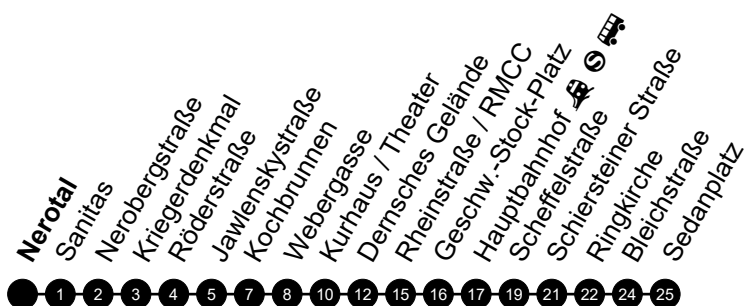 Nerotal
Sanitas
Nerobergstraße
Kriegerdenkmal
Röderstraße
Jawlenskystraße
Kochbrunnen
Webergasse
Kurhaus / Theater
Dernsches Gelände
Rheinstraße / RMCC
Geschw.-Stock-Platz
Hauptbahnhof S
Scheffelstraße
Schiersteiner Straße
Ringkirche
Bleichstraße
Sedanplatz
1 2 3 4 5 7 8 10 12 15 16 17 19 21 22 24 25